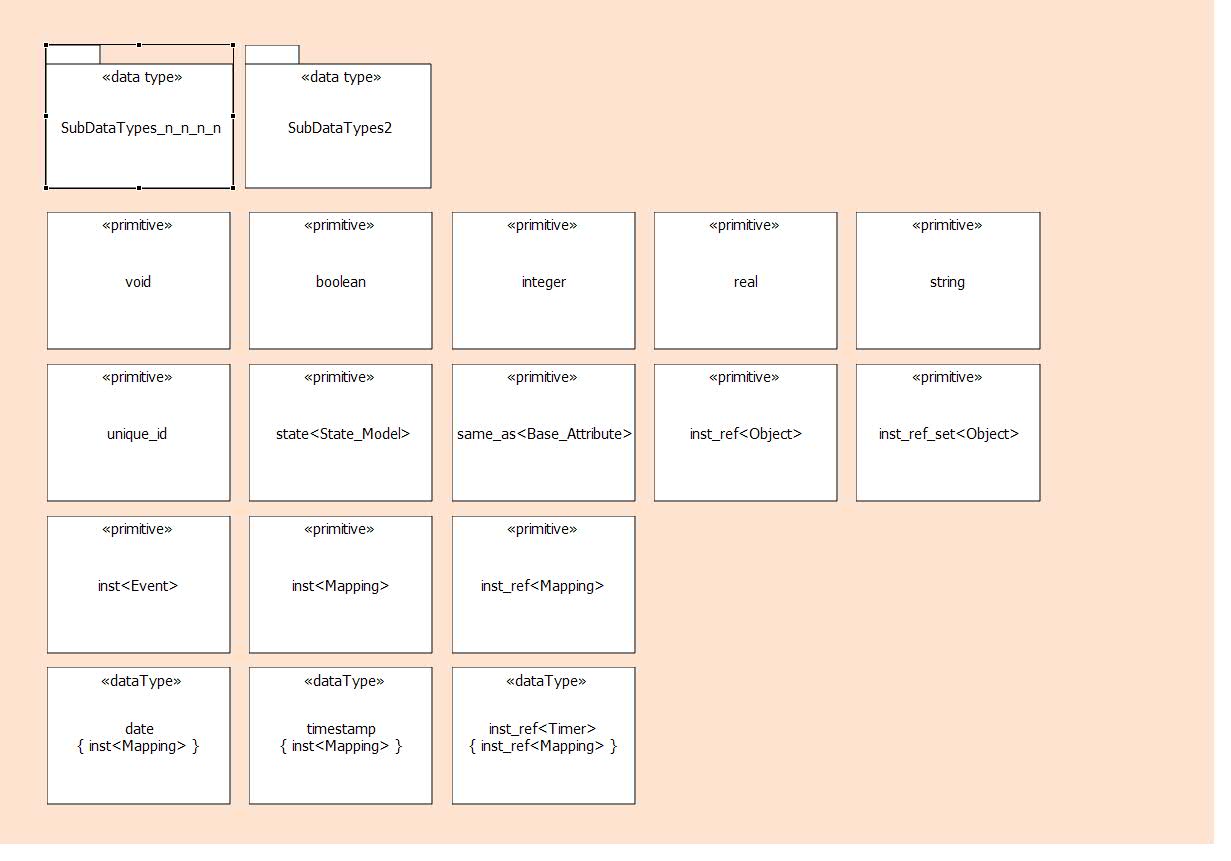 «data type»
SubDataTypes_n_n_n_n
«data type»
SubDataTypes2
«primitive»
void
«primitive»
boolean
«primitive»
integer
«primitive»
real
«primitive»
string
«primitive»
unique_id
«primitive»
state<State_Model>
«primitive»
same_as<Base_Attribute>
«primitive»
inst_ref<Object>
«primitive»
inst_ref_set<Object>
«primitive»
inst<Event>
«primitive»
inst<Mapping>
«primitive»
inst_ref<Mapping>
«dataType»
date
{ inst<Mapping> }
«dataType»
timestamp
{ inst<Mapping> }
«dataType»
inst_ref<Timer>
{ inst_ref<Mapping> }